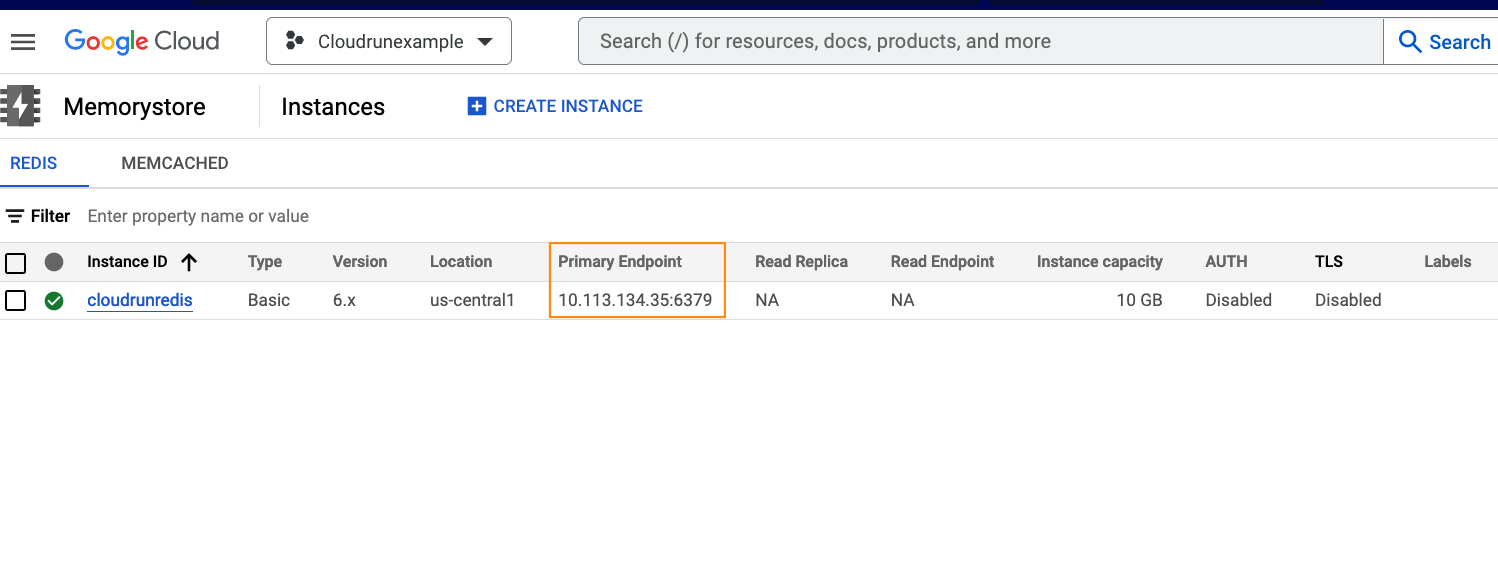 Google Cloud Cloudrunexample Search (/) for resources, docs, products, and more Search
Memorystore Instances CREATE INSTANCE
REDIS MEMCACHED
Filter Enter property name or value
Instance ID Type Version Location Primary Endpoint Read Replica Read Endpoint Instance capacity AUTH TLS Labels
cloudrunredis Basic 6.x us-central1 10.113.134.35:6379 NA NA 10 GB Disabled Disabled